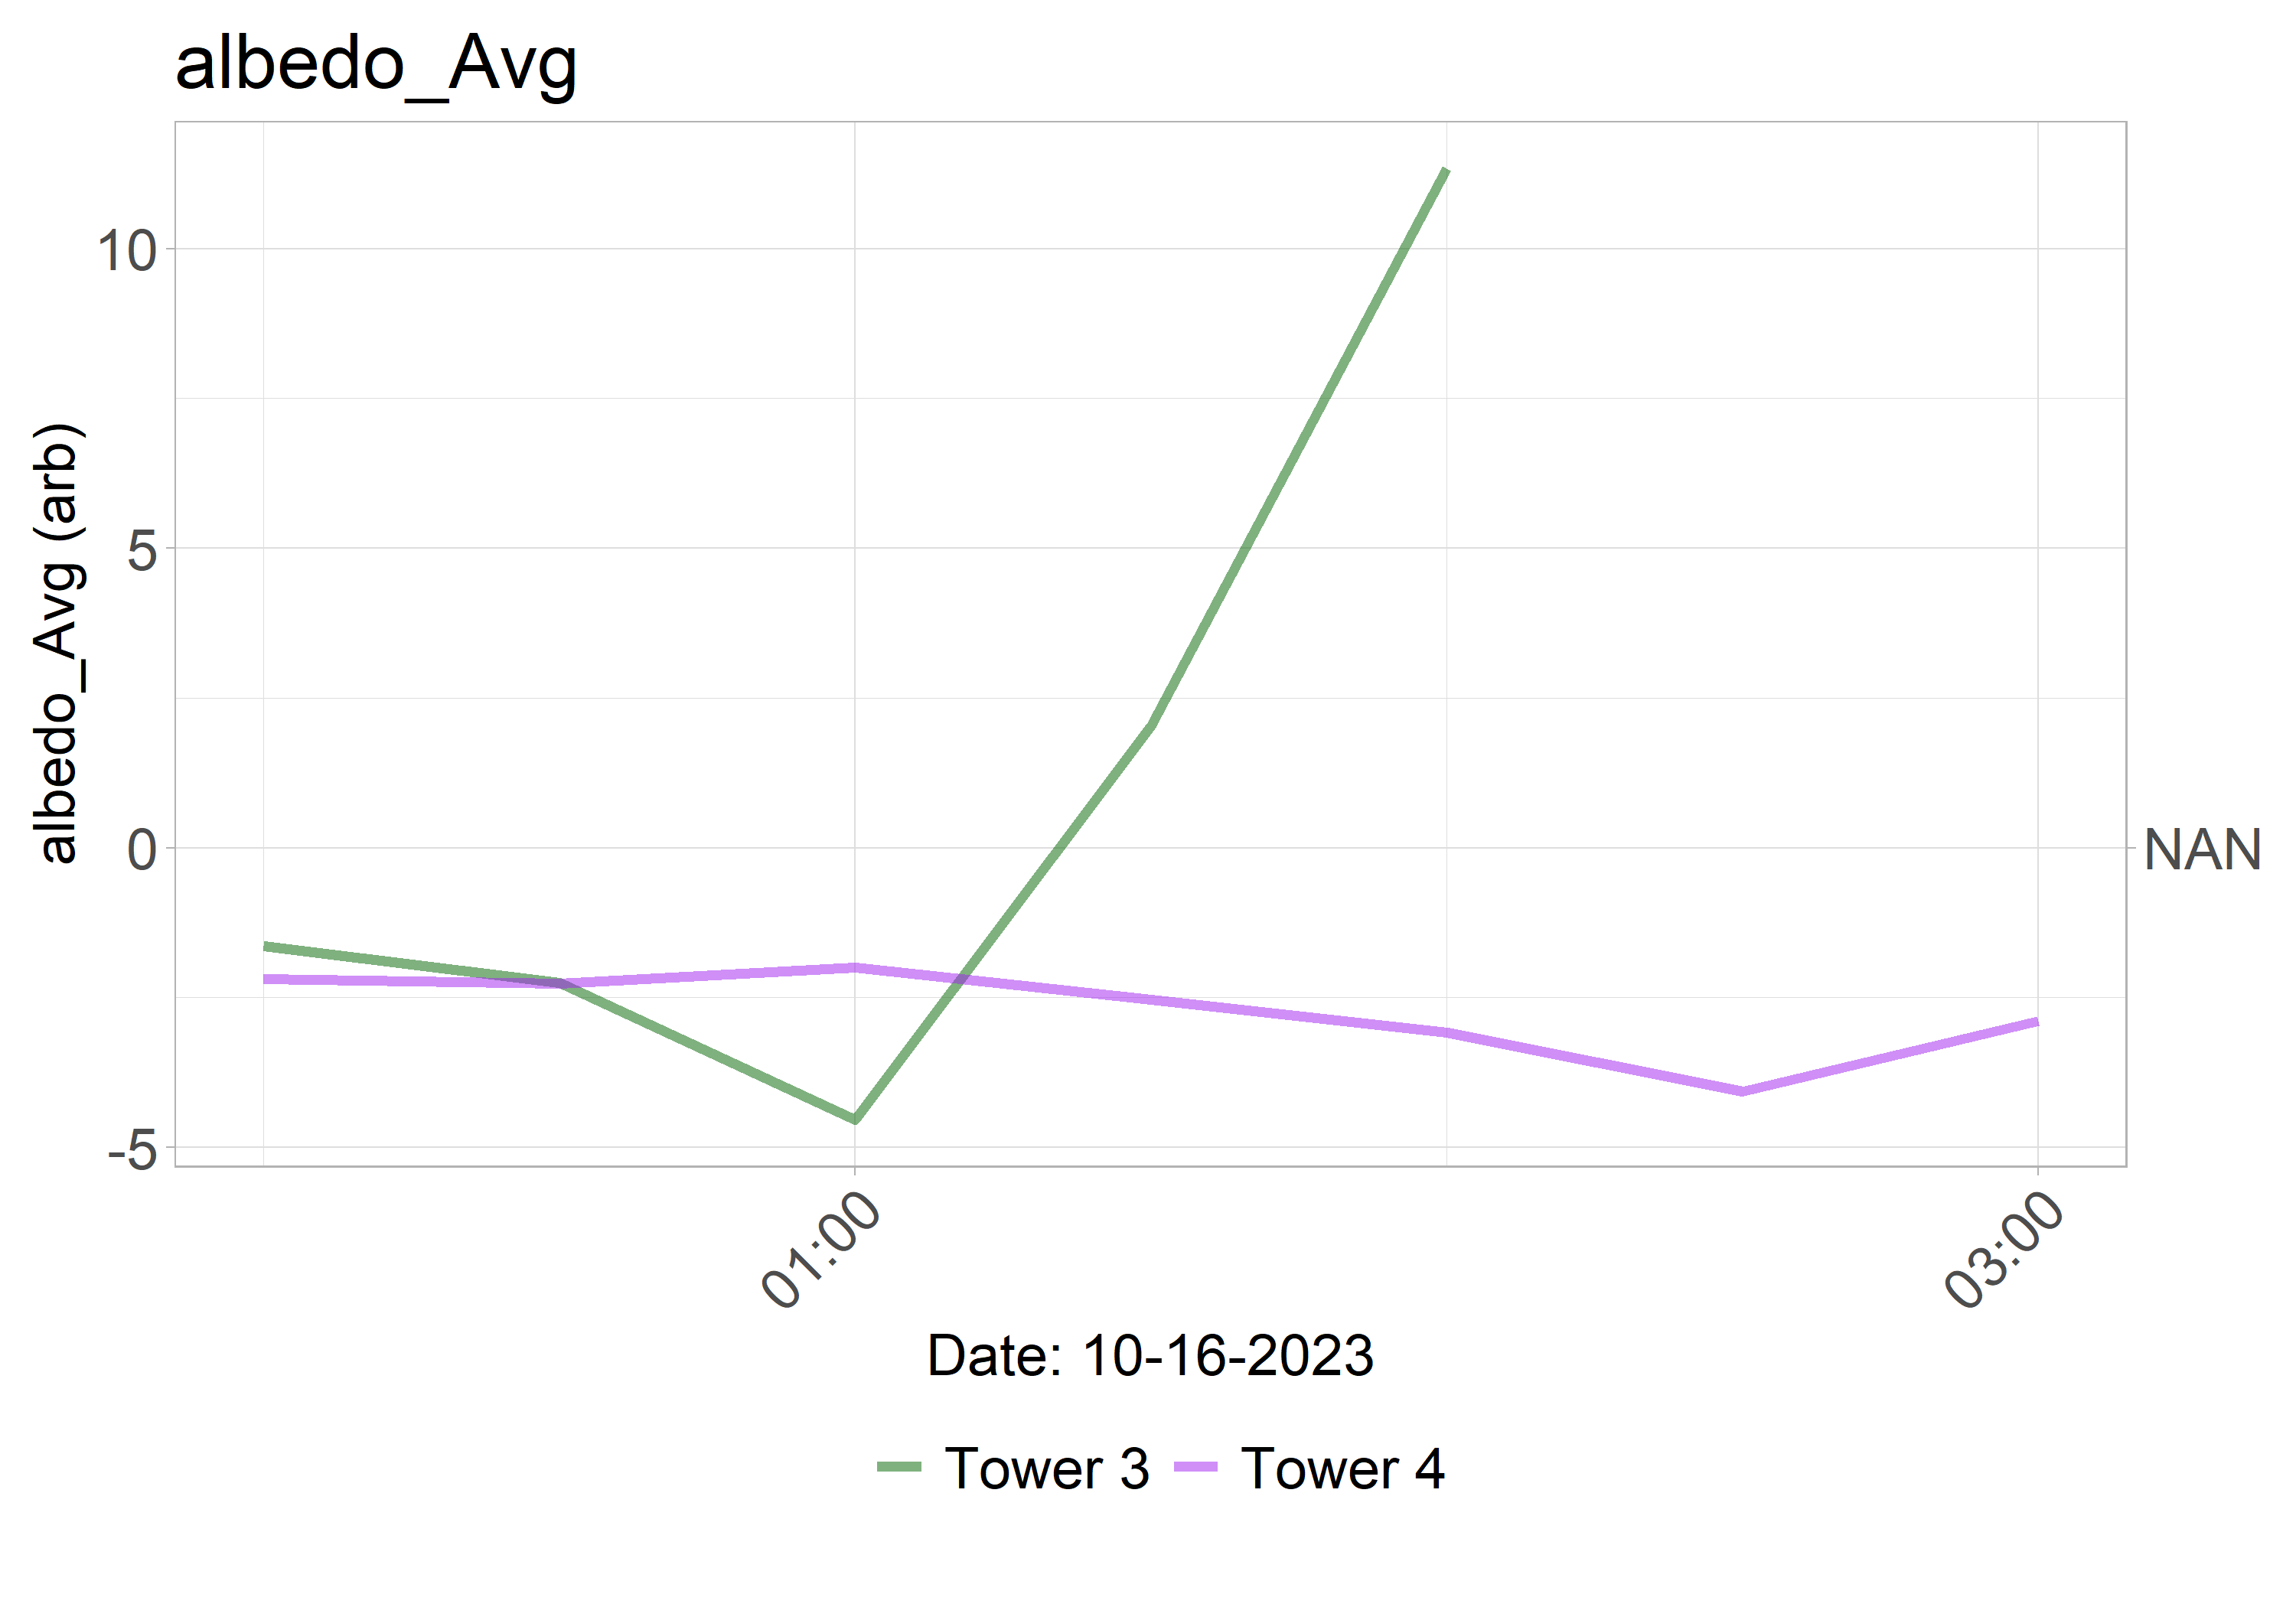 albedo_Avg
albedo_Avg (arb)
10
5
0
-5
NAN
01:00
03:00
Date: 10-16-2023
Tower 3
Tower 4